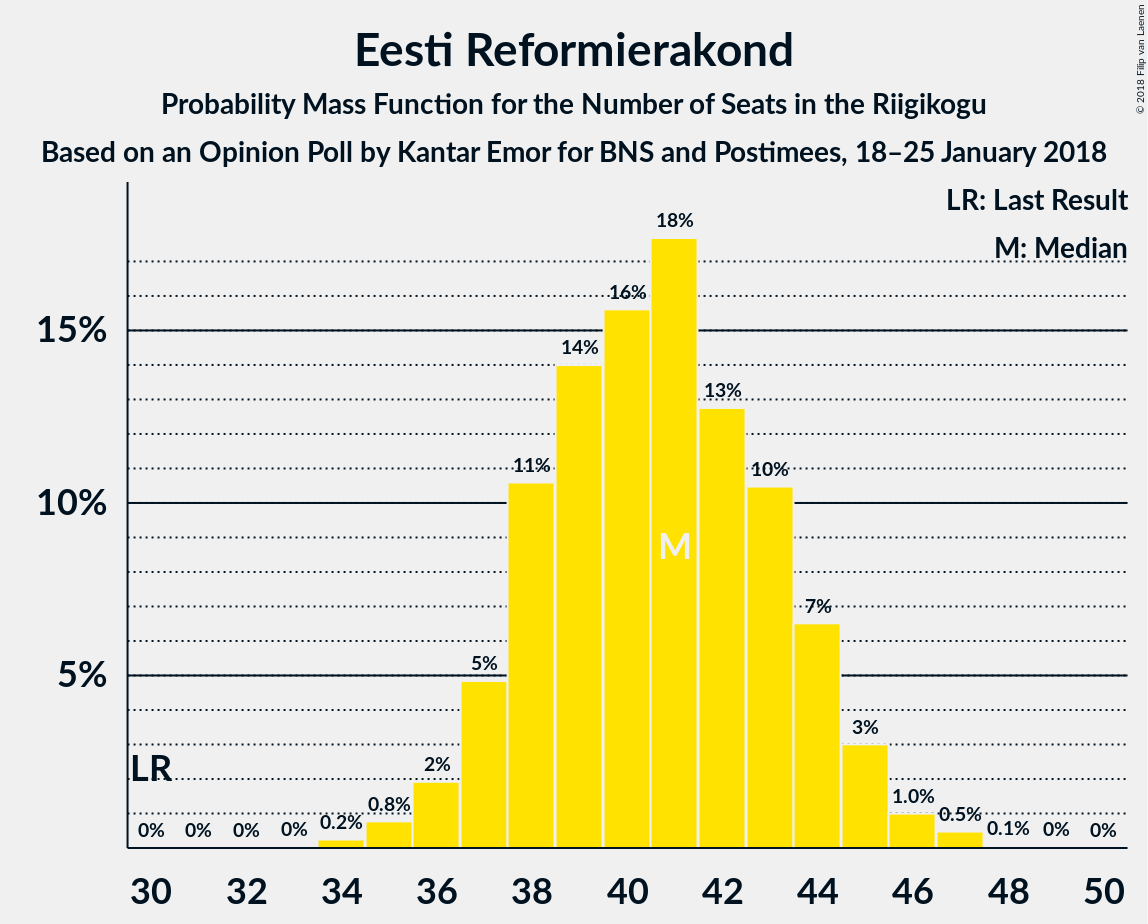 Eesti Reformierakond
Probability Mass Function for the Number of Seats in the Riigikogu
Based on an Opinion Poll by Kantar Emor for BNS and Postimees, 18–25 January 2018
© 2018 Filip van Laenen
LR: Last Result
M: Median
15%
10%
5%
LR
0%
0%
0%
0%
0.2%
0.8%
2%
5%
11%
14%
16%
18%
M
13%
10%
7%
3%
1.0%
0.5%
0.1%
0%
0%
30 32 34 36 38 40 42 44 46 48 50